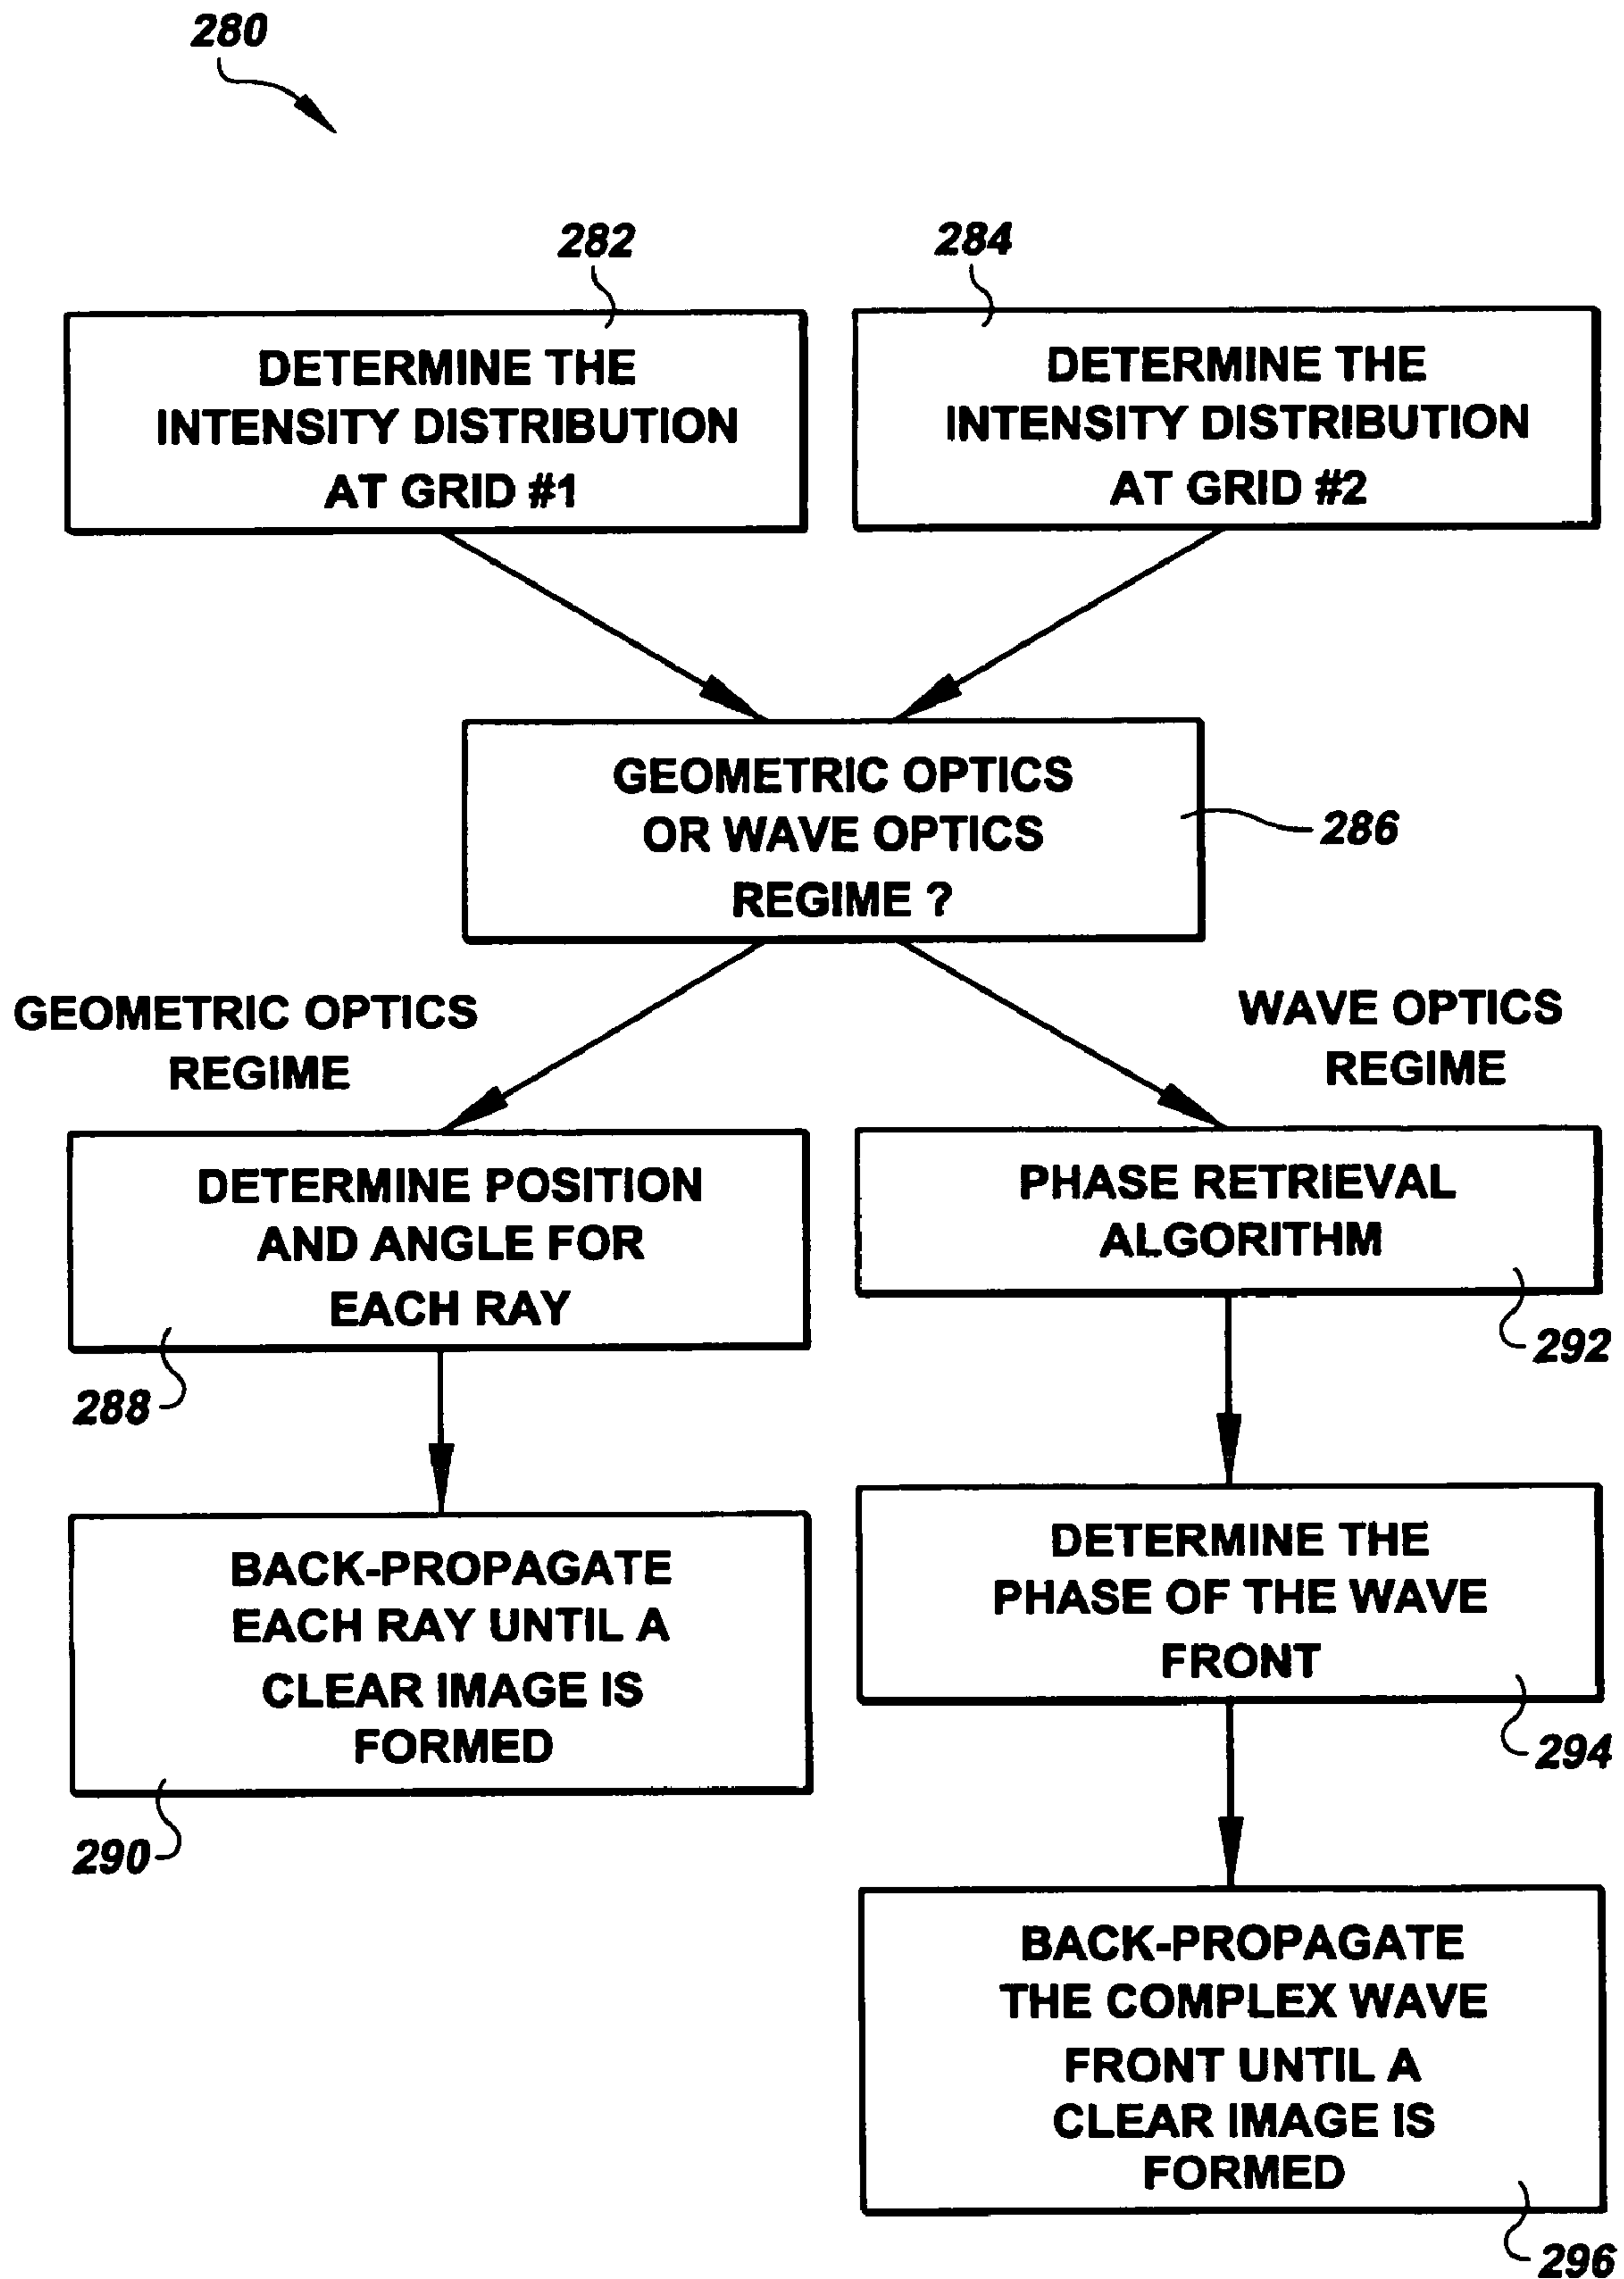 280
282
DETERMINE THE
INTENSITY DISTRIBUTION
AT GRID #1
284
DETERMINE THE
INTENSITY DISTRIBUTION
AT GRID #2
GEOMETRIC OPTICS
OR WAVE OPTICS
REGIME ?
286
GEOMETRIC OPTICS
REGIME
WAVE OPTICS
REGIME
DETERMINE POSITION
AND ANGLE FOR
EACH RAY
288
BACK-PROPAGATE
EACH RAY UNTIL A
CLEAR IMAGE IS
FORMED
290
PHASE RETRIEVAL
ALGORITHM
292
DETERMINE THE
PHASE OF THE WAVE
FRONT
294
BACK-PROPAGATE
THE COMPLEX WAVE
FRONT UNTIL A
CLEAR IMAGE IS
FORMED
296